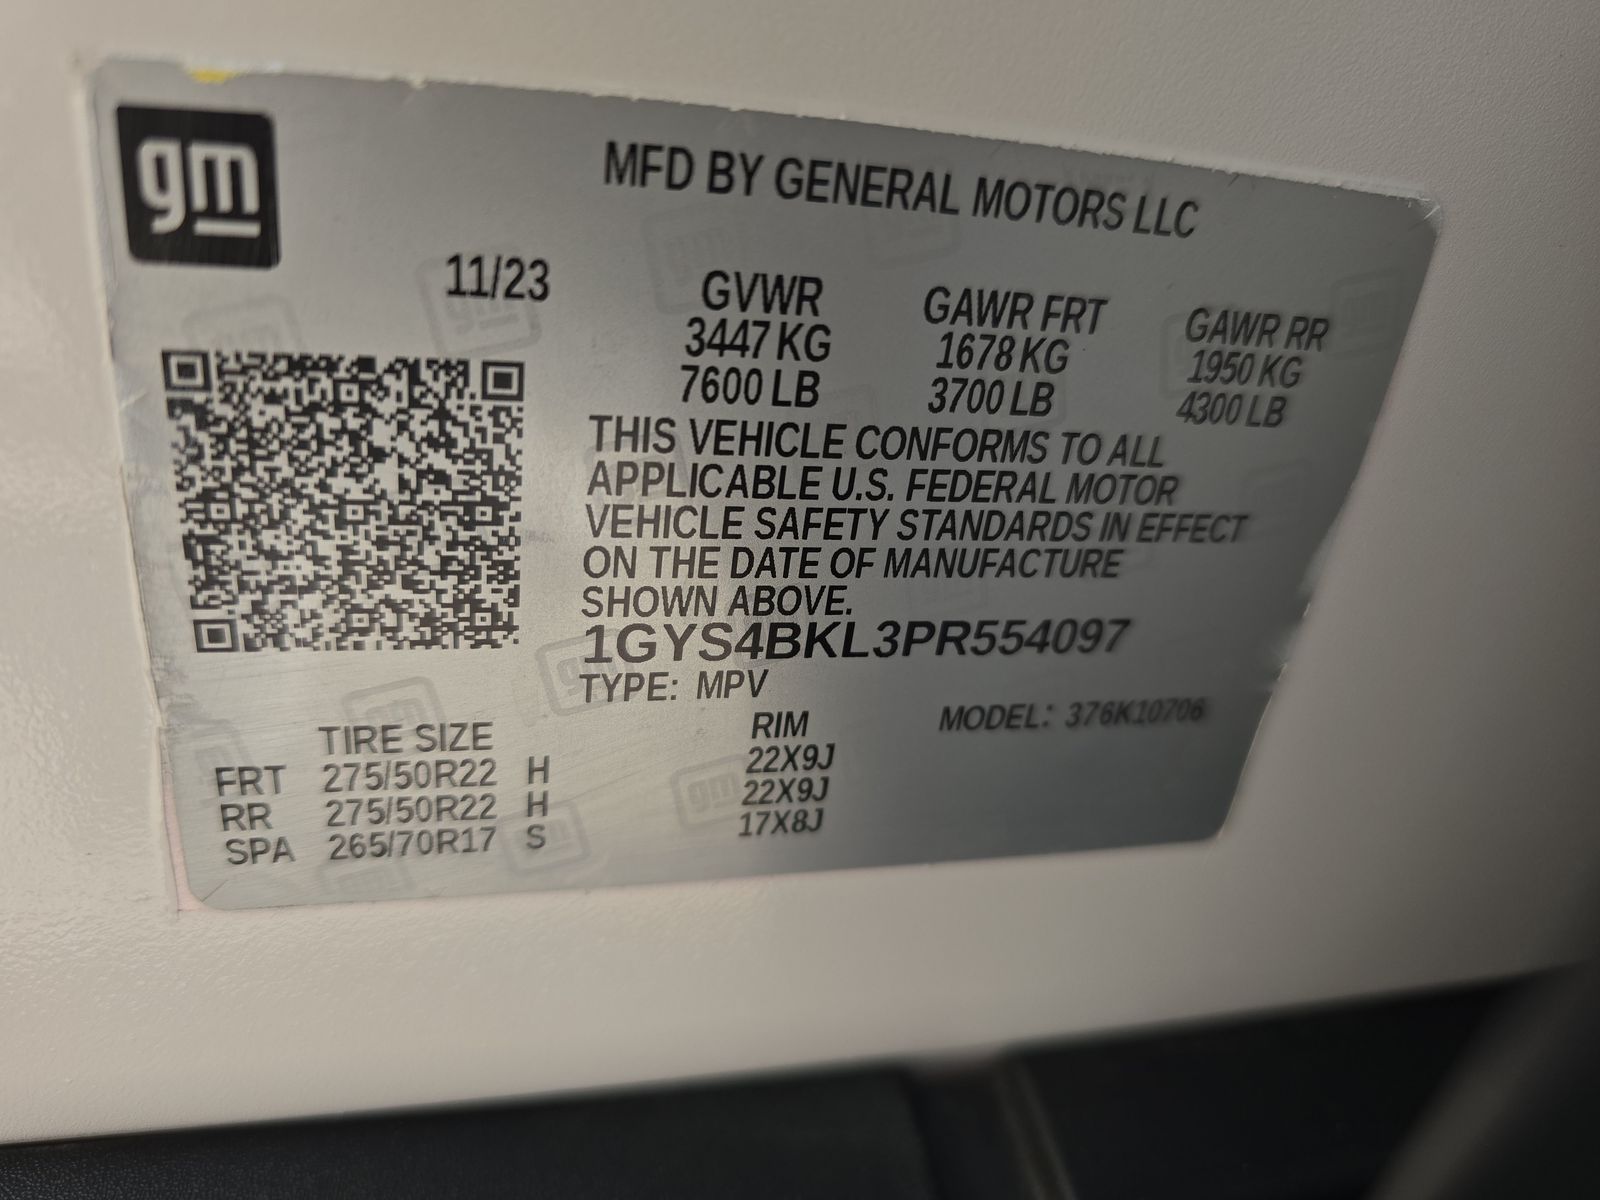 gm
MFD BY GENERAL MOTORS LLC
11/23
GVWR GAWR FRT GAWR RR
3447 KG 1678 KG 1950 KG
7600 LB 3700 LB 4300 LB
THIS VEHICLE CONFORMS TO ALL
APPLICABLE U.S. FEDERAL MOTOR
VEHICLE SAFETY STANDARDS IN EFFECT
ON THE DATE OF MANUFACTURE
SHOWN ABOVE.
1GYS4BKL3PR554097
TYPE: MPV
MODEL: 376K10706
TIRE SIZE RIM
FRT 275/50R22 H 22X9J
RR 275/50R22 H 22X9J
SPA 265/70R17 S 17X8J